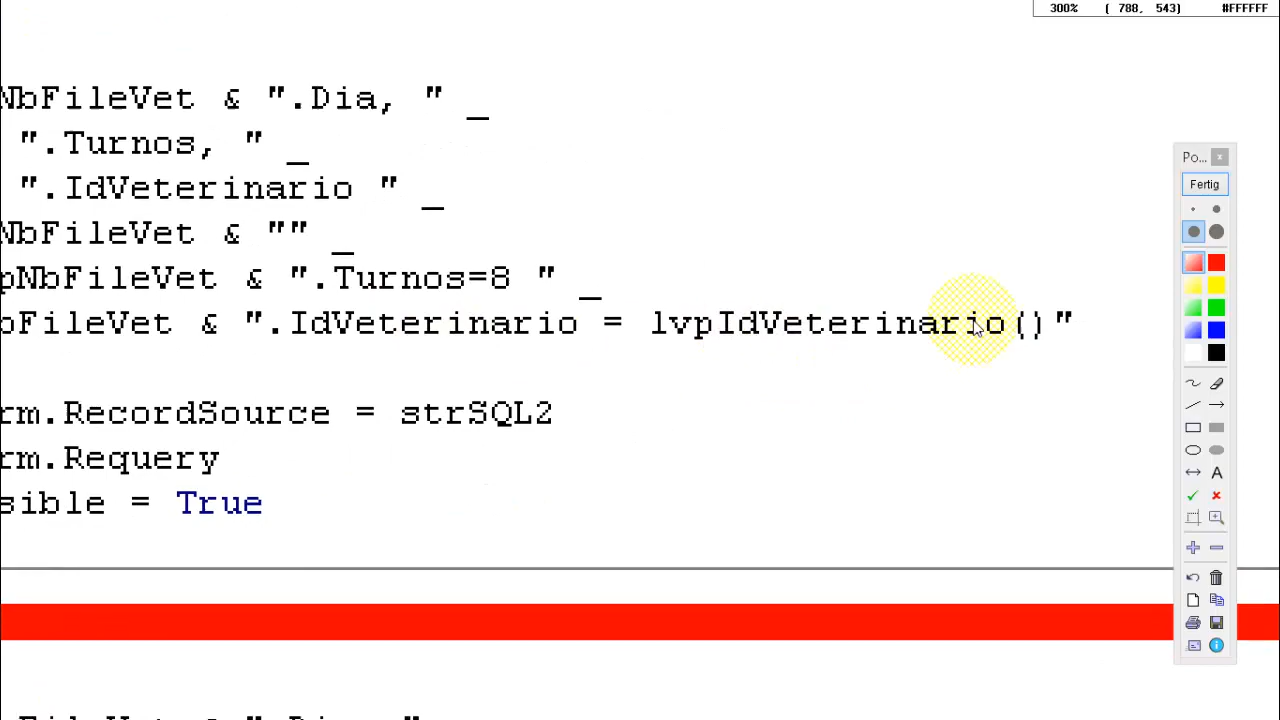 300% ( 788, 543) #FFFFFF
NbFileVet & ".Dia, " _
".Turnos, " _
".IdVeterinario " _
NbFileVet & "" _
pNbFileVet & ".Turnos=8 " _
bFileVet & ".IdVeterinario = lvpIdVeterinario()"
rm.RecordSource = strSQL2
rm.Requery
sible = True
Po... x
Fertig
A